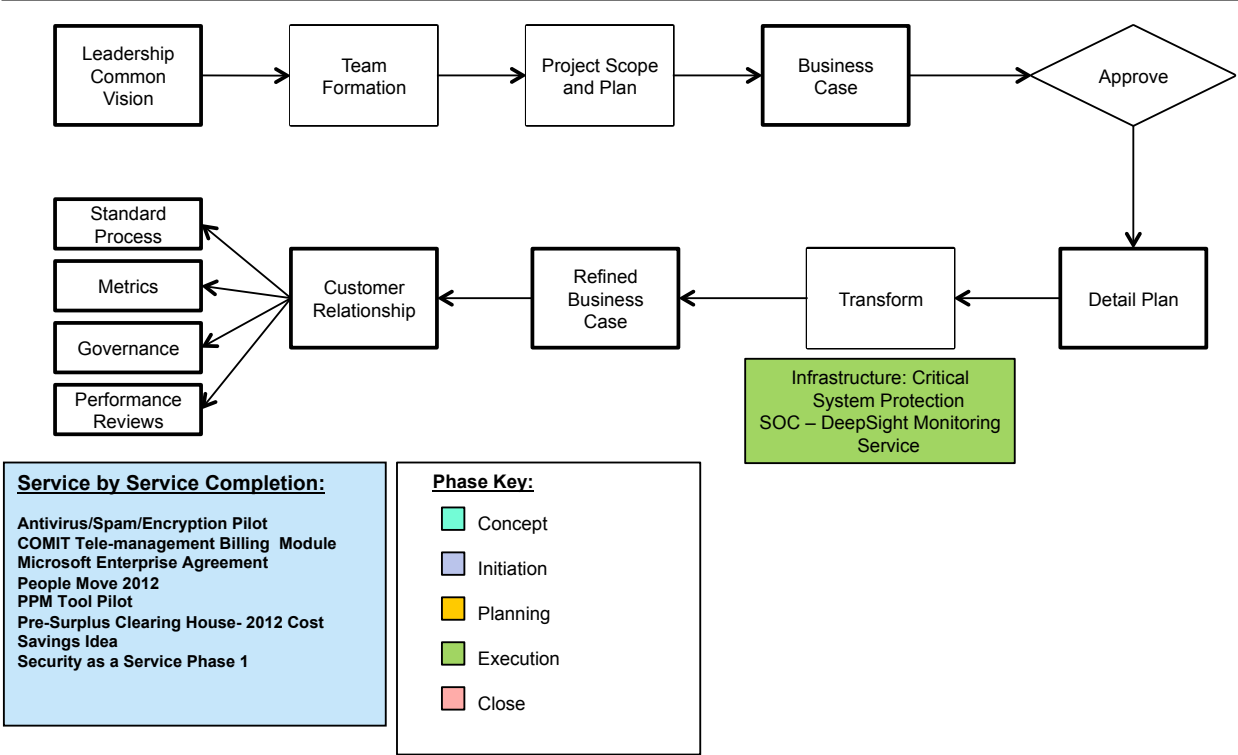 Leadership
Common
Vision
Team
Formation
Project Scope
and Plan
Business
Case
Approve
Standard
Process
Metrics
Governance
Performance
Reviews
Customer
Relationship
Refined
Business
Case
Transform
Detail Plan
Infrastructure: Critical
System Protection
SOC – DeepSight Monitoring
Service
Service by Service Completion:
Antivirus/Spam/Encryption Pilot
COMIT Tele-management Billing  Module
Microsoft Enterprise Agreement
People Move 2012
PPM Tool Pilot
Pre-Surplus Clearing House- 2012 Cost
Savings Idea
Security as a Service Phase 1
Phase Key:
Concept
Initiation
Planning
Execution
Close